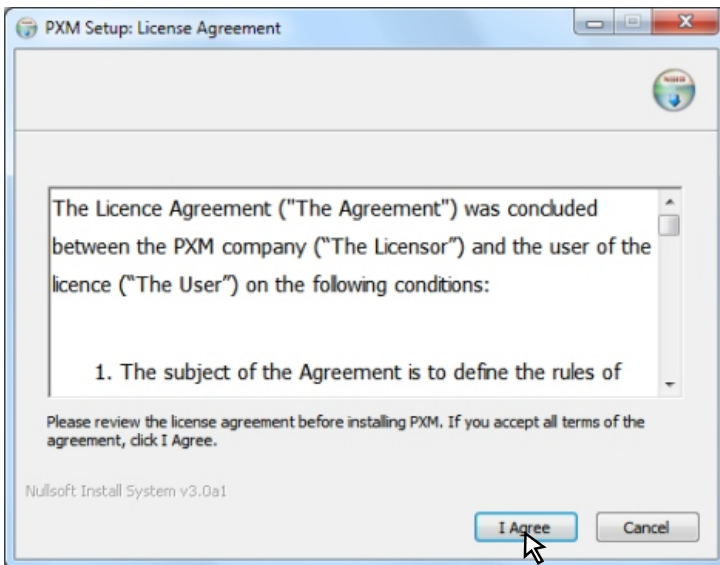 PXM Setup: License Agreement
The Licence Agreement ("The Agreement") was concluded
between the PXM company (“The Licensor”) and the user of the
licence (“The User”) on the following conditions:
1. The subject of the Agreement is to define the rules of
Please review the license agreement before installing PXM. If you accept all terms of the
agreement, click I Agree.
Nullsoft Install System v3.0a1
I Agree
Cancel